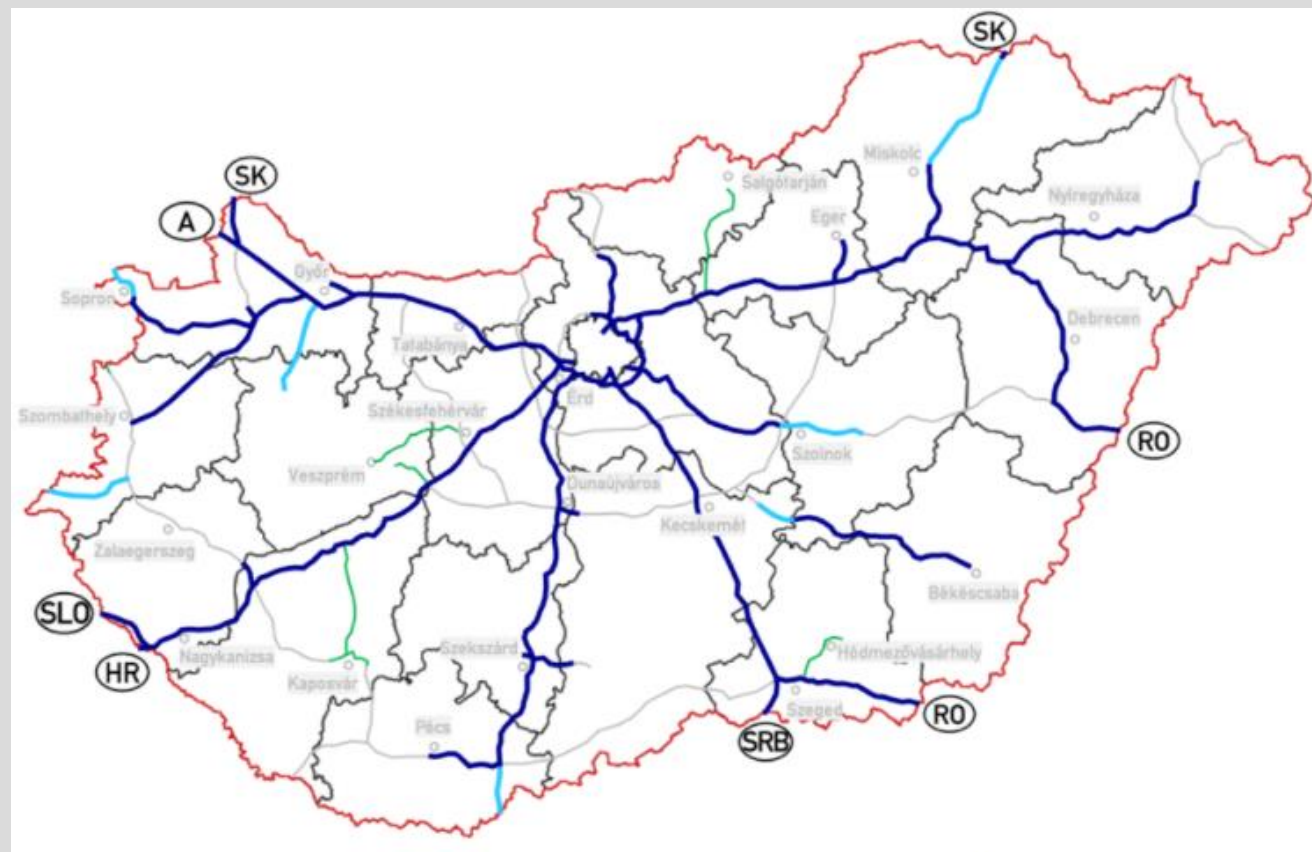 SK
Miskolc
Salgótarján
SK
Nyíregyháza
A
Eger
Győr
Sopron
Debrecen
Tatabánya
Érd
Székesfehérvár
Szombathely
RO
Szolnok
Veszprém
Dunaújváros
Kecskemét
Zalaegerszeg
Békéscsaba
SLO
Szekszárd
Hódmezővásárhely
Nagykanizsa
HR
Kaposvár
Szeged
RO
Pécs
SRB